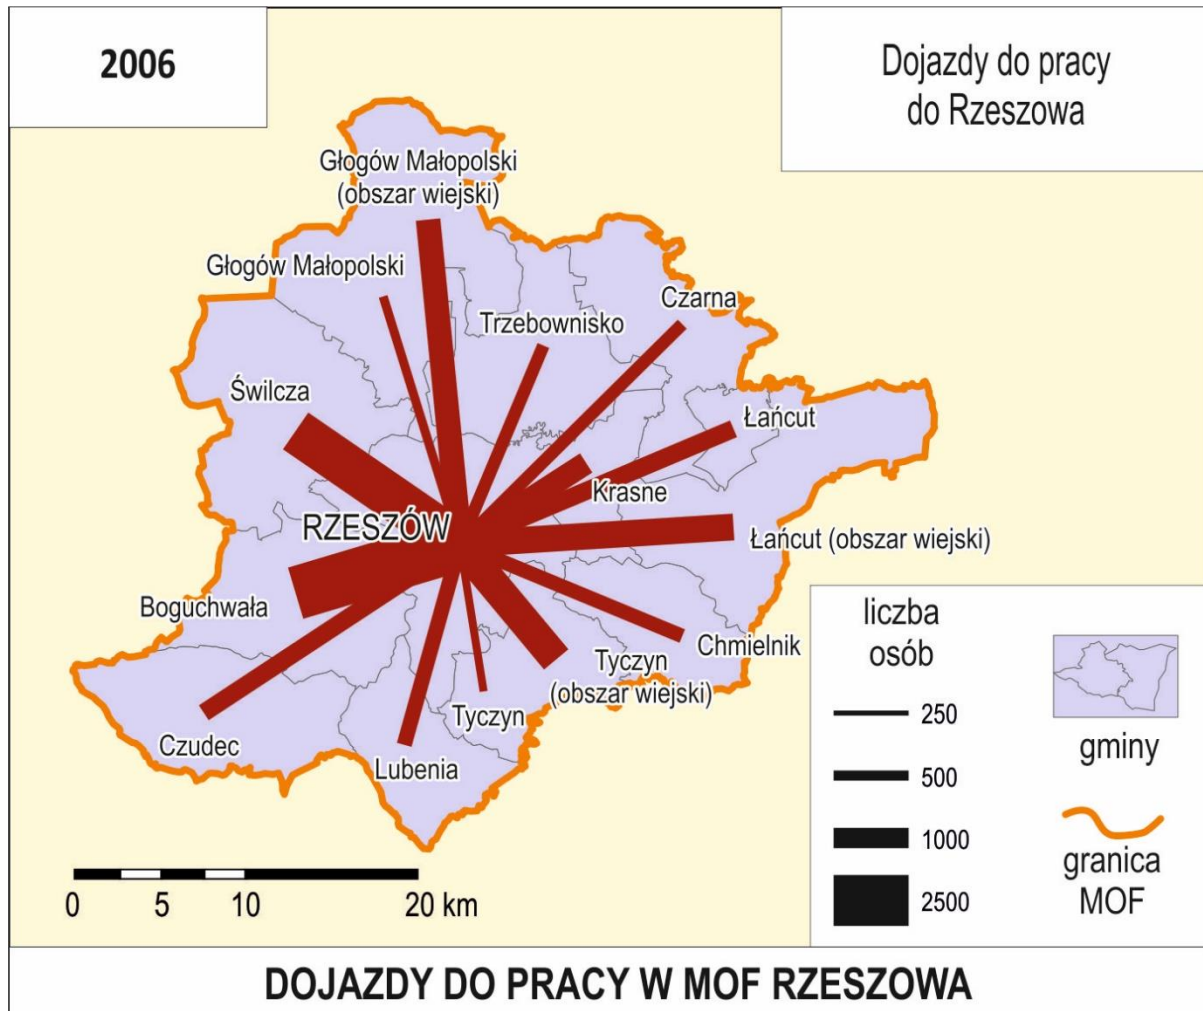 2006
Dojazdy do pracy
do Rzeszowa
Głogów Małopolski
(obszar wiejski)
Głogów Małopolski
Czarna
Trzebownisko
Świlcza
Łańcut
Krasne
RZESZÓW
Łańcut (obszar wiejski)
Boguchwała
Chmielnik
Tyczyn
(obszar wiejski)
Tyczyn
Czudec
Lubenia
0 5 10 20 km
liczba
osób
250
500
1000
2500
gminy
granica
MOF
DOJAZDY DO PRACY W MOF RZESZOWA